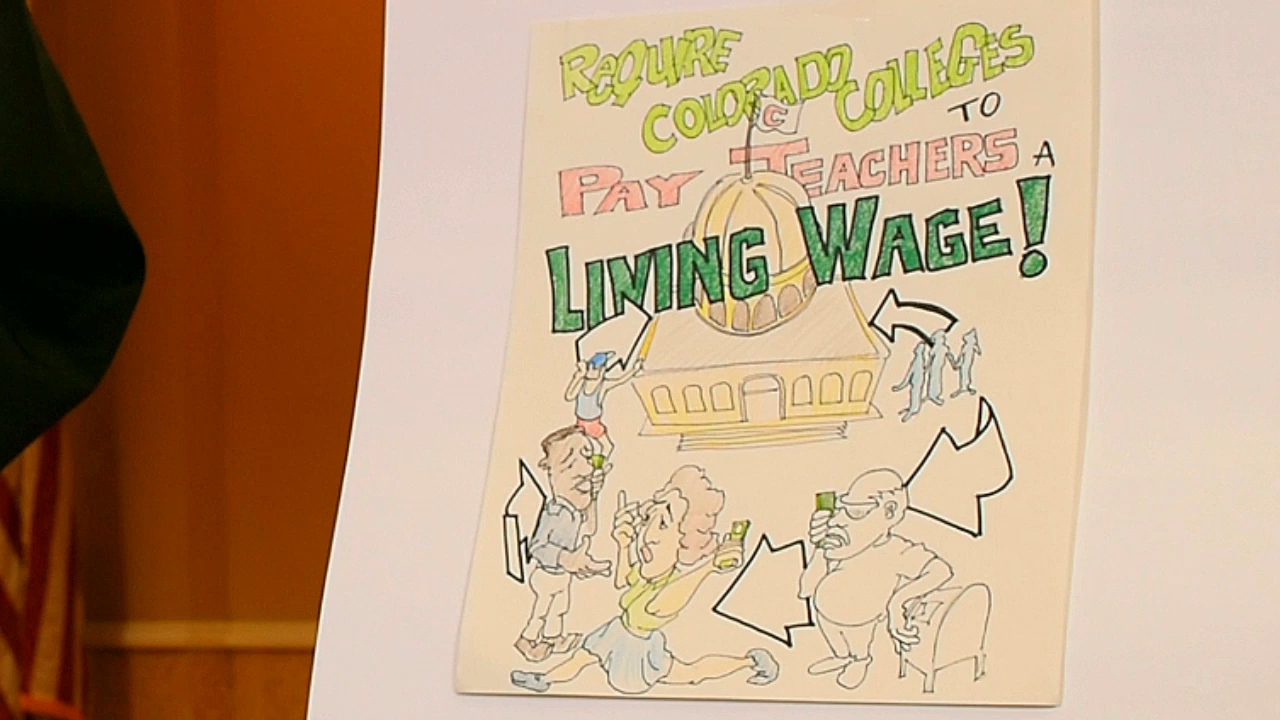 REQUIRE
COLORADO COLLEGES
TO
PAY TEACHERS A
LIVING WAGE!
C